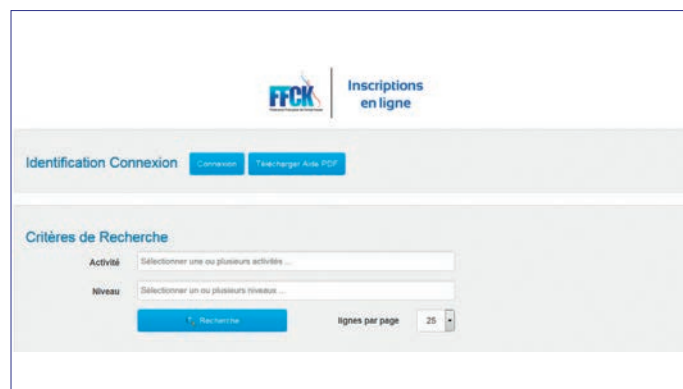 FFCK
Inscriptions
en ligne
Identification Connexion
Connexion
Télécharger Aide PDF
Critères de Recherche
Activité
Sélectionner une ou plusieurs activités ...
Niveau
Sélectionner un ou plusieurs niveaux ...
Recherche
lignes par page
25